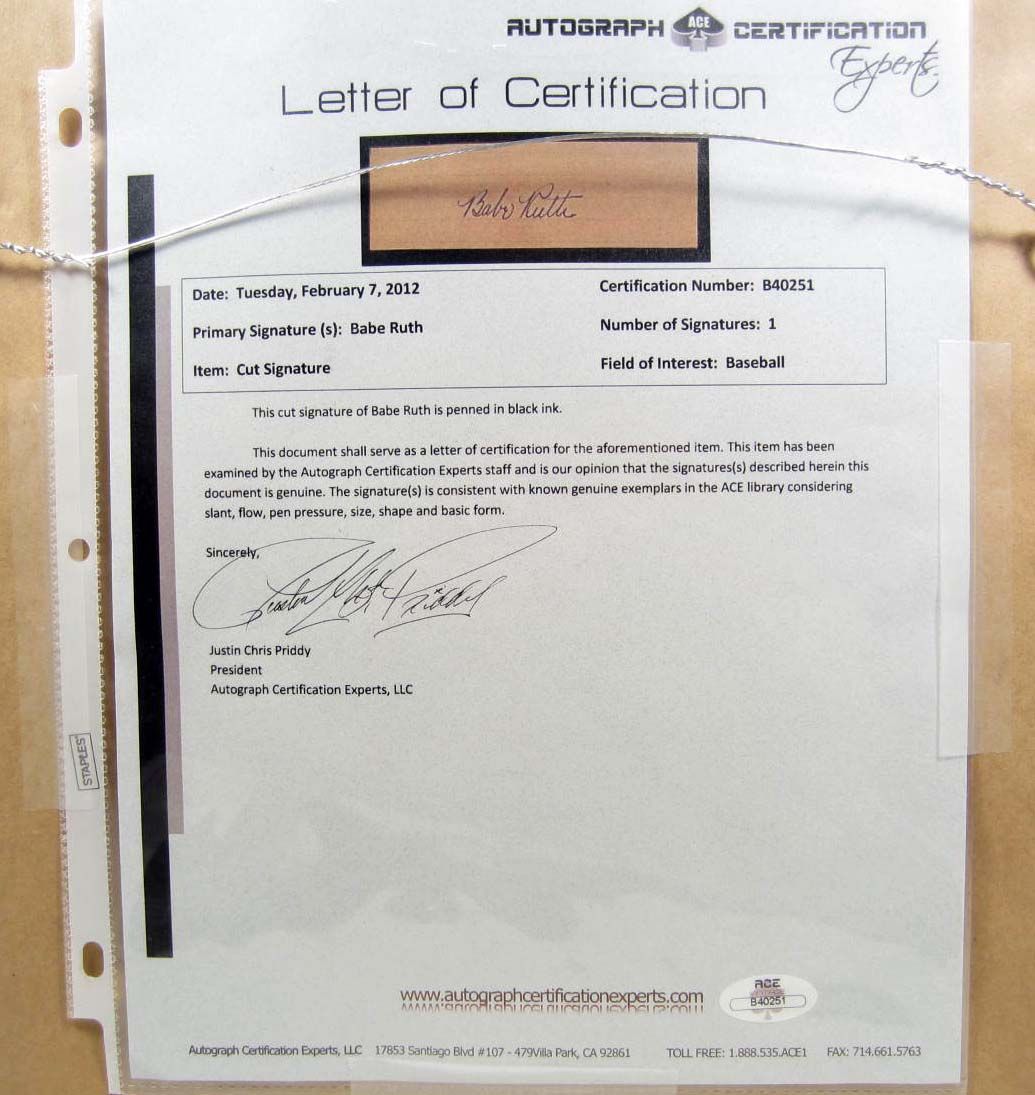 AUTOGRAPH ACE CERTIFICATION
Experts
Letter of Certification
Babe Ruth
Date: Tuesday, February 7, 2012 Certification Number: B40251
Primary Signature (s): Babe Ruth Number of Signatures: 1
Item: Cut Signature Field of Interest: Baseball
This cut signature of Babe Ruth is penned in black ink.
This document shall serve as a letter of certification for the aforementioned item. This item has been
examined by the Autograph Certification Experts staff and is our opinion that the signatures(s) described herein this
document is genuine. The signature(s) is consistent with known genuine exemplars in the ACE library considering
slant, flow, pen pressure, size, shape and basic form.
Sincerely,
Justin Chris Priddy
President
Autograph Certification Experts, LLC
STAPLES
www.autographcertificationexperts.com
ACE
B40251
Autograph Certification Experts, LLC 17853 Santiago Blvd #107 - 479Villa Park, CA 92861 TOLL FREE: 1.888.535.ACE1 FAX: 714.661.5763